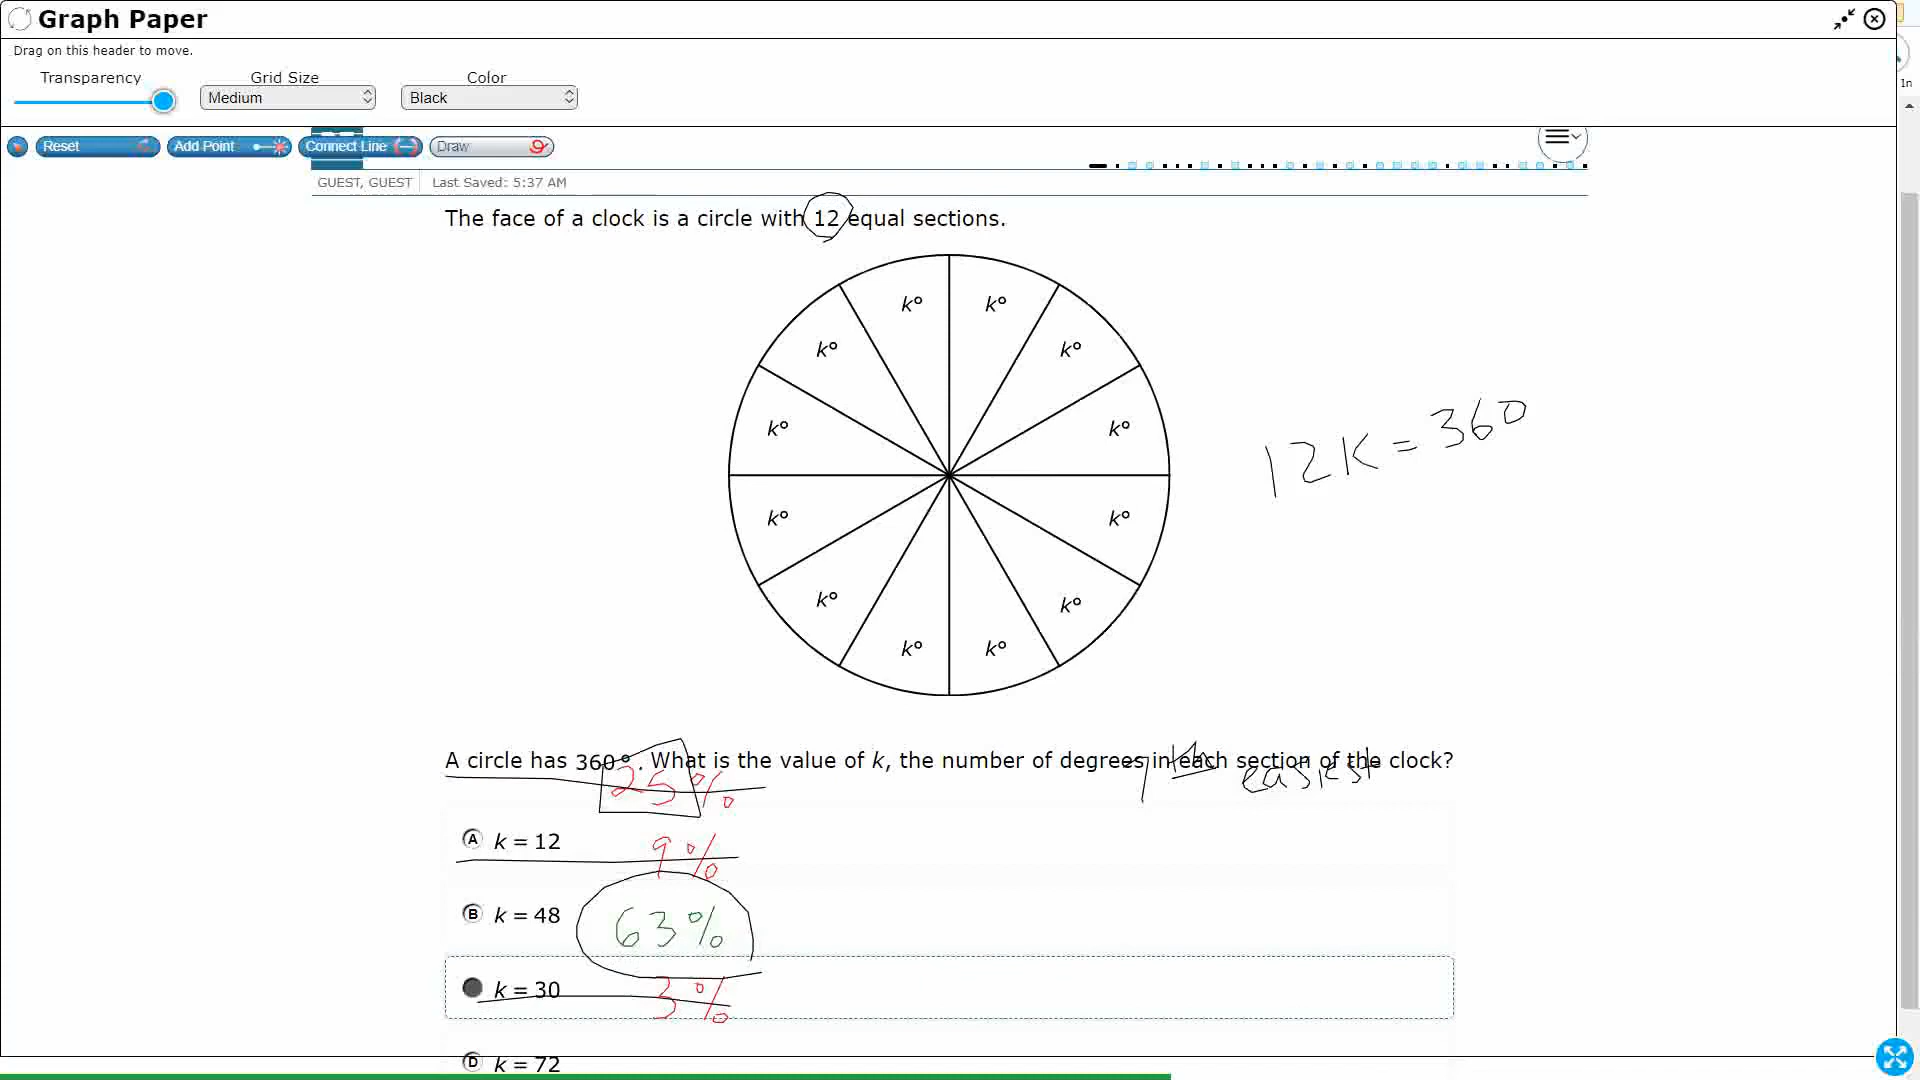 Graph Paper
Drag on this header to move.
Transparency Grid Size Color
Medium Black
Reset Add Point Connect Line Draw
GUEST, GUEST Last Saved: 5:37 AM
The face of a clock is a circle with 12 equal sections.
k° k°
k° k°
k° k°
12K = 360
k° k°
k° k°
k° k°
A circle has 360°. What is the value of k, the number of degrees in each section of the clock?
25% 7th easiest
A k = 12
9%
B k = 48
63%
k = 30
3%
D k = 72
In